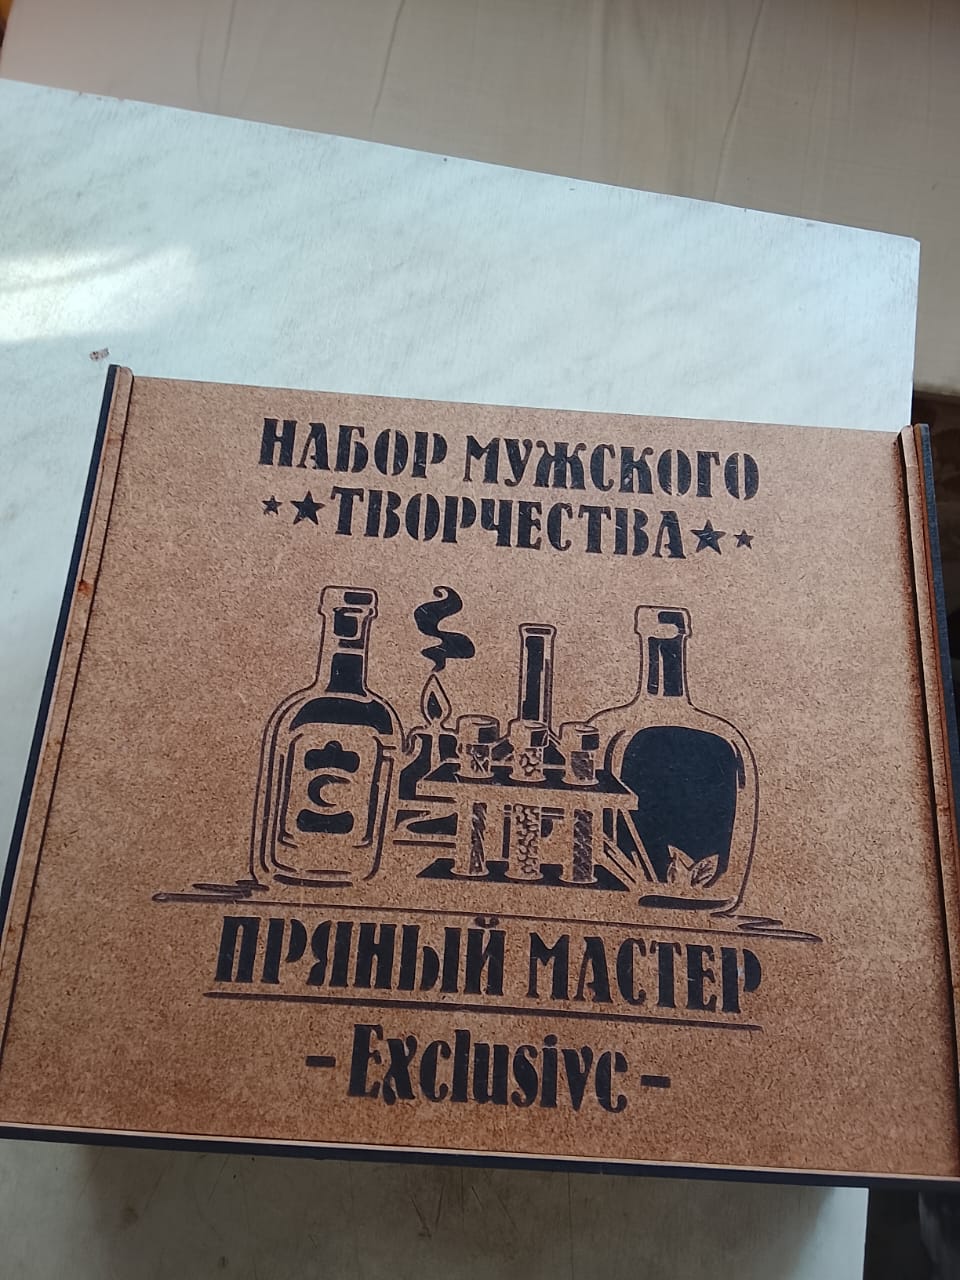 НАБОР МУЖСКОГО
★★ТВОРЧЕСТВА★★
ПРЯНЫЙ МАСТЕР
- Exclusive -